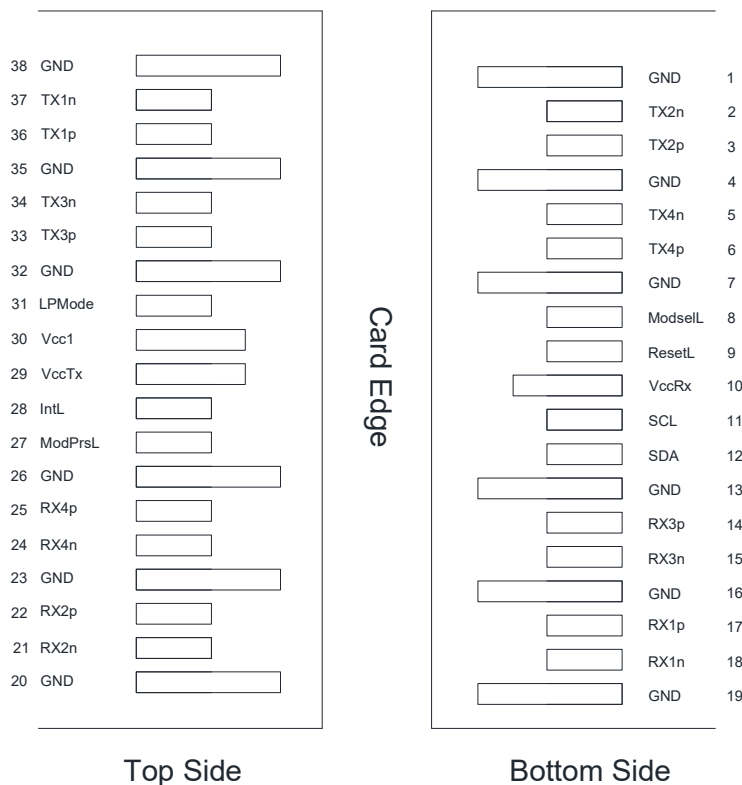 38 GND
37 TX1n
36 TX1p
35 GND
34 TX3n
33 TX3p
32 GND
31 LPMode
30 Vcc1
29 VccTx
28 IntL
27 ModPrsL
26 GND
25 RX4p
24 RX4n
23 GND
22 RX2p
21 RX2n
20 GND
Top Side
Card Edge
GND 1
TX2n 2
TX2p 3
GND 4
TX4n 5
TX4p 6
GND 7
ModselL 8
ResetL 9
VccRx 10
SCL 11
SDA 12
GND 13
RX3p 14
RX3n 15
GND 16
RX1p 17
RX1n 18
GND 19
Bottom Side